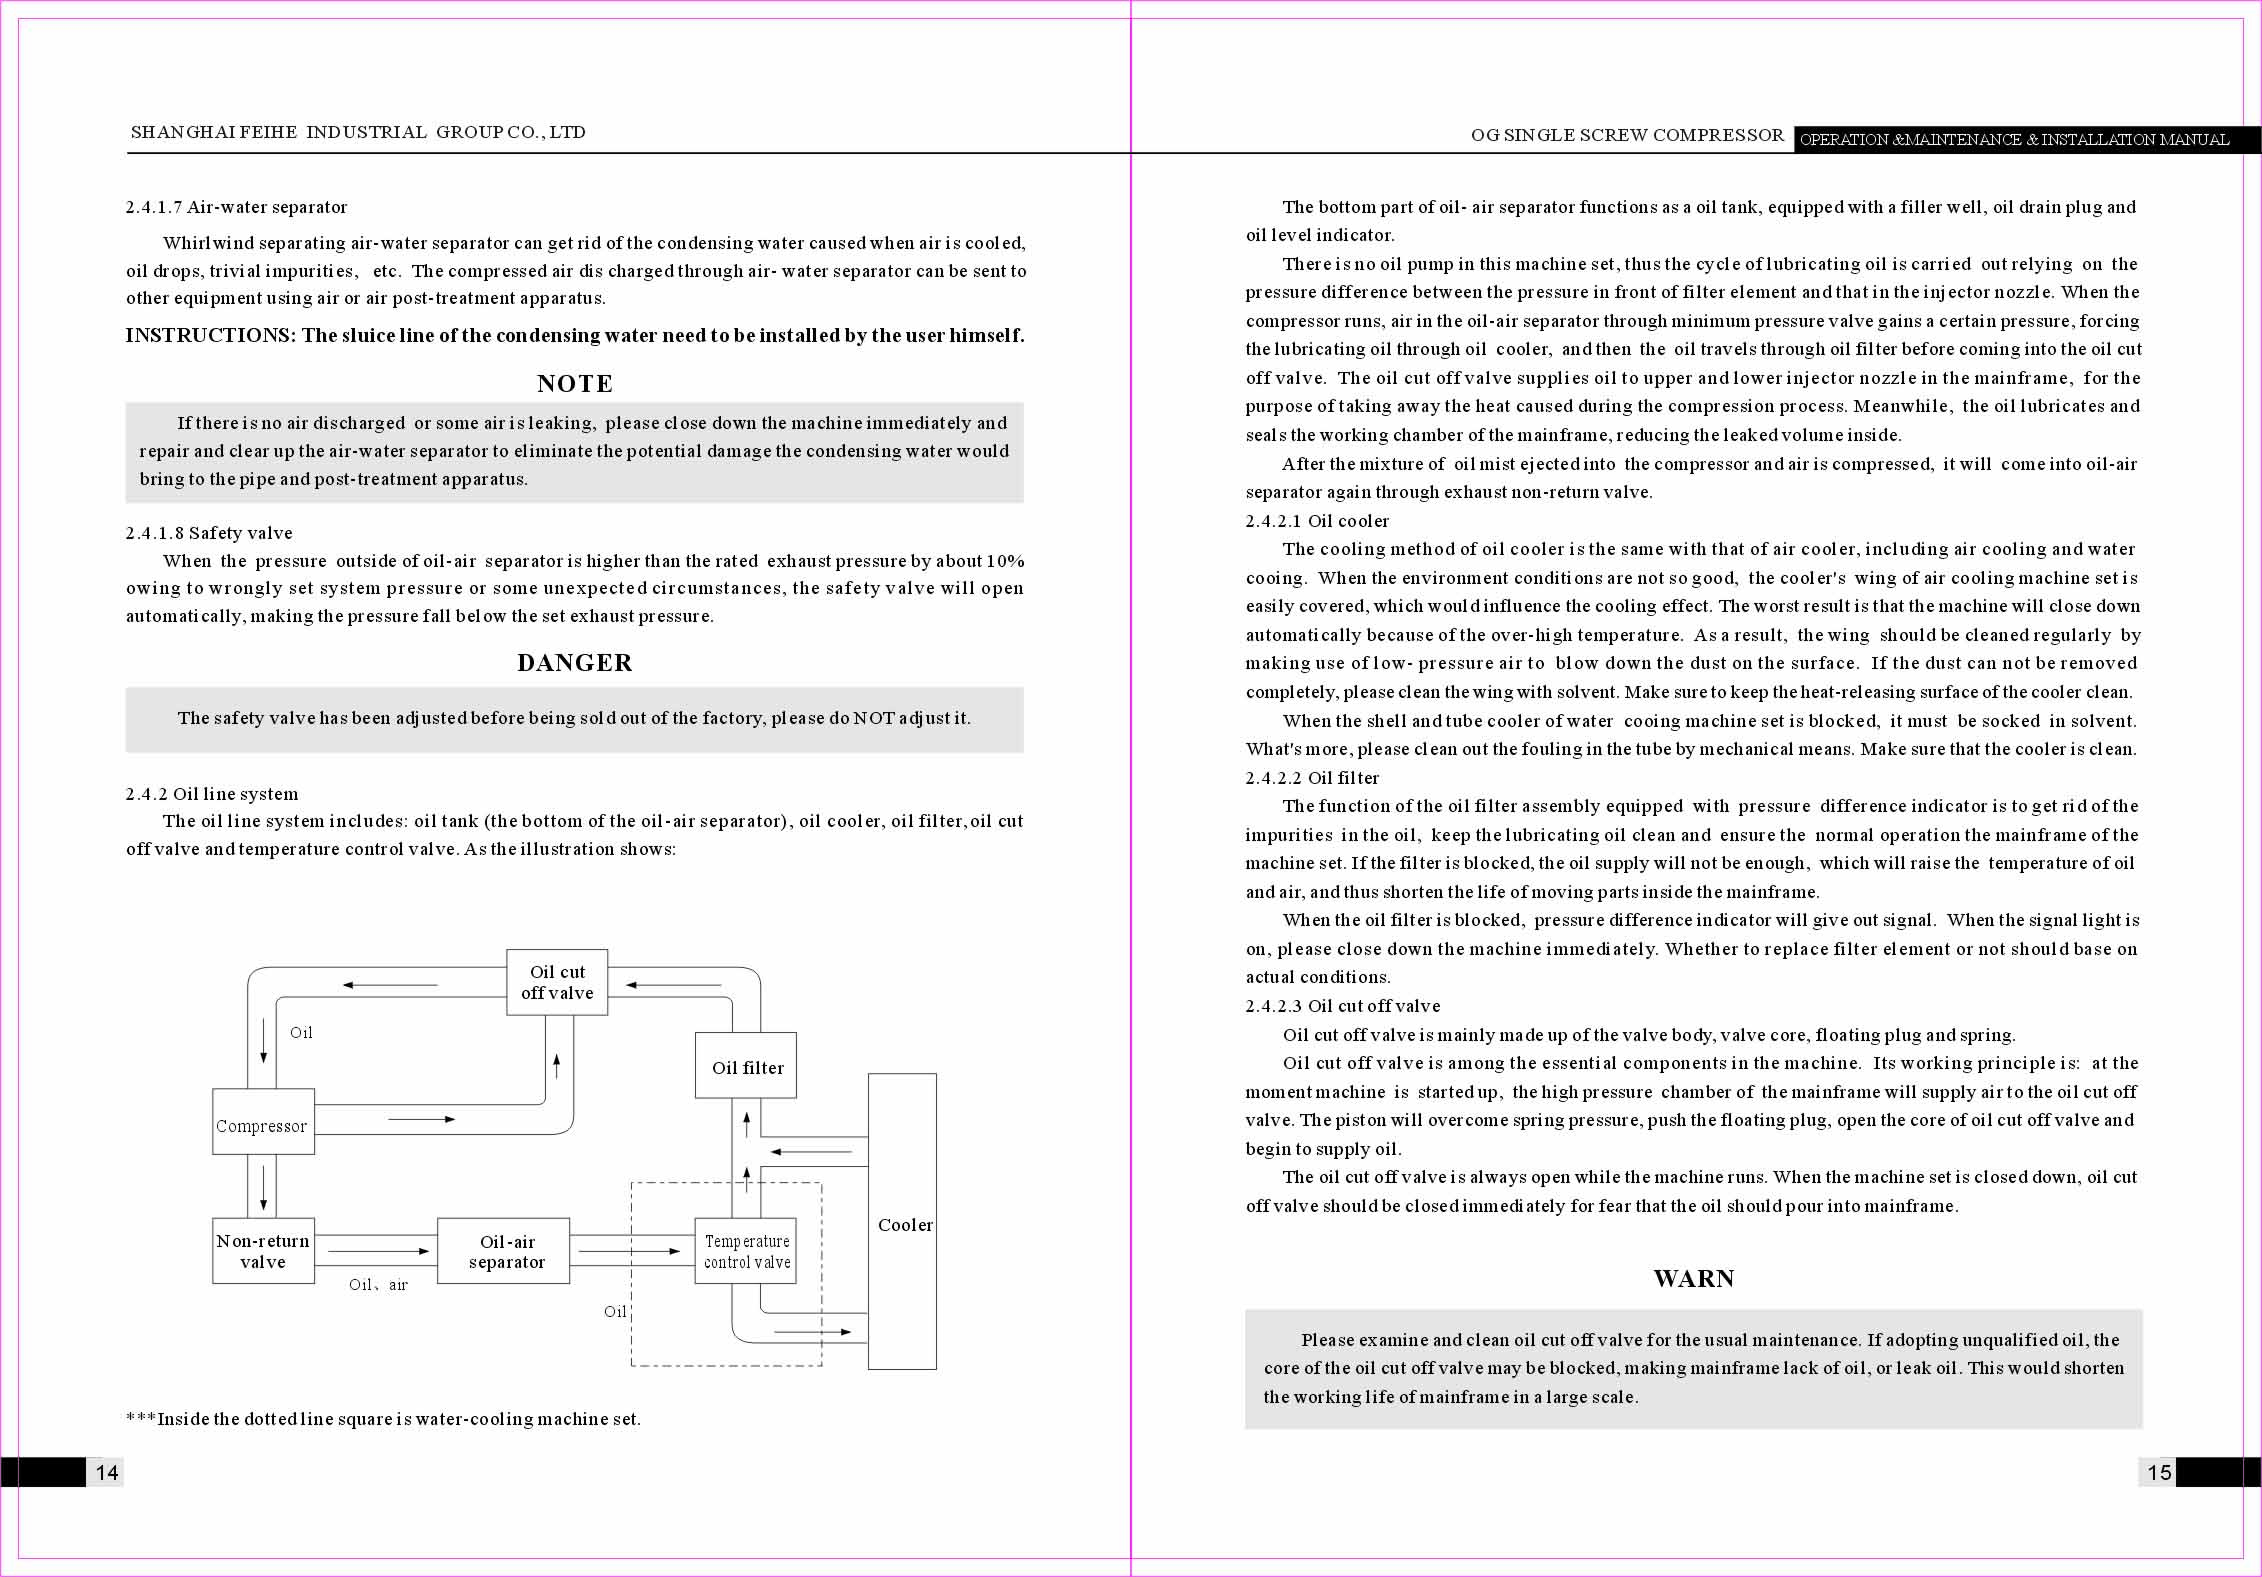 SHANGHAI FEIHE INDUSTRIAL GROUP CO., LTD
2.4.1.7 Air-water separator
Whirlwind separating air-water separator can get rid of the condensing water caused when air is cooled,
oil drops, trivial impurities, etc. The compressed air dis charged through air- water separator can be sent to
other equipment using air or air post-treatment apparatus.
INSTRUCTIONS: The sluice line of the condensing water need to be installed by the user himself.
NOTE
If there is no air discharged or some air is leaking, please close down the machine immediately and
repair and clear up the air-water separator to eliminate the potential damage the condensing water would
bring to the pipe and post-treatment apparatus.
2.4.1.8 Safety valve
When the pressure outside of oil-air separator is higher than the rated exhaust pressure by about 10%
owing to wrongly set system pressure or some unexpected circumstances, the safety valve will open
automatically, making the pressure fall below the set exhaust pressure.
DANGER
The safety valve has been adjusted before being sold out of the factory, please do NOT adjust it.
2.4.2 Oil line system
The oil line system includes: oil tank (the bottom of the oil-air separator), oil cooler, oil filter, oil cut
off valve and temperature control valve. As the illustration shows:
Oil cut
off valve
Oil
Oil filter
Compressor
Cooler
Non-return
valve
Oil-air
separator
Temperature
control valve
Oil、air
Oil
***Inside the dotted line square is water-cooling machine set.
14
OG SINGLE SCREW COMPRESSOR OPERATION &MAINTENANCE & INSTALLATION MANUAL
The bottom part of oil- air separator functions as a oil tank, equipped with a filler well, oil drain plug and
oil level indicator.
There is no oil pump in this machine set, thus the cycle of lubricating oil is carried out relying on the
pressure difference between the pressure in front of filter element and that in the injector nozzle. When the
compressor runs, air in the oil-air separator through minimum pressure valve gains a certain pressure, forcing
the lubricating oil through oil cooler, and then the oil travels through oil filter before coming into the oil cut
off valve. The oil cut off valve supplies oil to upper and lower injector nozzle in the mainframe, for the
purpose of taking away the heat caused during the compression process. Meanwhile, the oil lubricates and
seals the working chamber of the mainframe, reducing the leaked volume inside.
After the mixture of oil mist ejected into the compressor and air is compressed, it will come into oil-air
separator again through exhaust non-return valve.
2.4.2.1 Oil cooler
The cooling method of oil cooler is the same with that of air cooler, including air cooling and water
cooing. When the environment conditions are not so good, the cooler's wing of air cooling machine set is
easily covered, which would influence the cooling effect. The worst result is that the machine will close down
automatically because of the over-high temperature. As a result, the wing should be cleaned regularly by
making use of low- pressure air to blow down the dust on the surface. If the dust can not be removed
completely, please clean the wing with solvent. Make sure to keep the heat-releasing surface of the cooler clean.
When the shell and tube cooler of water cooing machine set is blocked, it must be socked in solvent.
What's more, please clean out the fouling in the tube by mechanical means. Make sure that the cooler is clean.
2.4.2.2 Oil filter
The function of the oil filter assembly equipped with pressure difference indicator is to get rid of the
impurities in the oil, keep the lubricating oil clean and ensure the normal operation the mainframe of the
machine set. If the filter is blocked, the oil supply will not be enough, which will raise the temperature of oil
and air, and thus shorten the life of moving parts inside the mainframe.
When the oil filter is blocked, pressure difference indicator will give out signal. When the signal light is
on, please close down the machine immediately. Whether to replace filter element or not should base on
actual conditions.
2.4.2.3 Oil cut off valve
Oil cut off valve is mainly made up of the valve body, valve core, floating plug and spring.
Oil cut off valve is among the essential components in the machine. Its working principle is: at the
moment machine is started up, the high pressure chamber of the mainframe will supply air to the oil cut off
valve. The piston will overcome spring pressure, push the floating plug, open the core of oil cut off valve and
begin to supply oil.
The oil cut off valve is always open while the machine runs. When the machine set is closed down, oil cut
off valve should be closed immediately for fear that the oil should pour into mainframe.
WARN
Please examine and clean oil cut off valve for the usual maintenance. If adopting unqualified oil, the
core of the oil cut off valve may be blocked, making mainframe lack of oil, or leak oil. This would shorten
the working life of mainframe in a large scale.
15